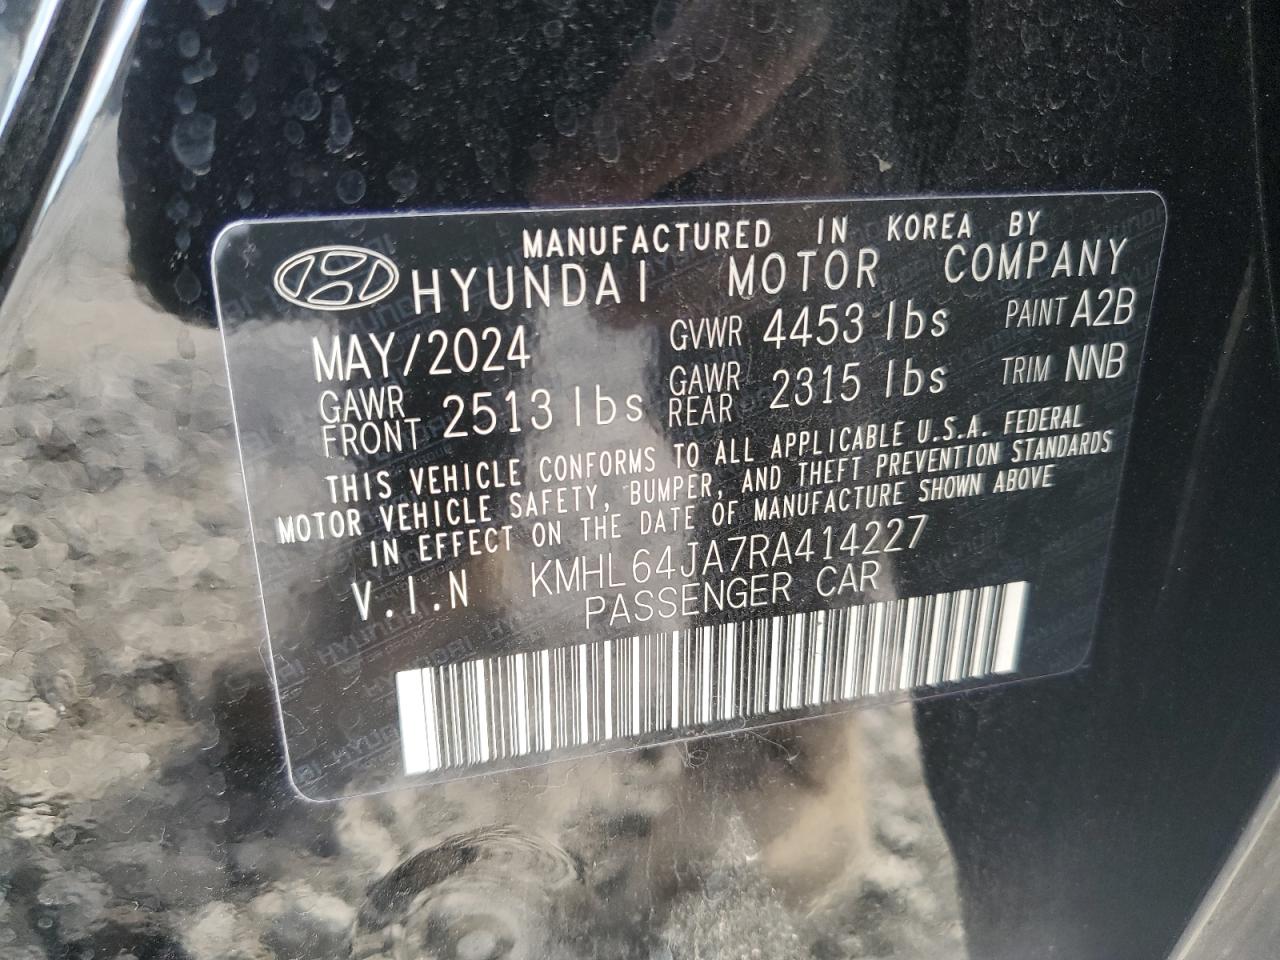 MANUFACTURED IN KOREA BY
HYUNDAI MOTOR COMPANY
MAY/2024 GVWR 4453 lbs PAINT A2B
GAWR FRONT 2513 lbs GAWR REAR 2315 lbs TRIM NNB
THIS VEHICLE CONFORMS TO ALL APPLICABLE U.S.A. FEDERAL
MOTOR VEHICLE SAFETY, BUMPER, AND THEFT PREVENTION STANDARDS
IN EFFECT ON THE DATE OF MANUFACTURE SHOWN ABOVE
V.I.N KMHL64JA7RA414227
PASSENGER CAR